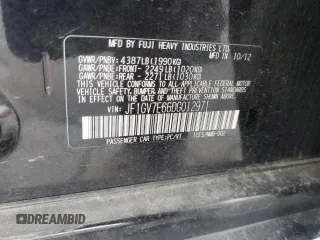 MFD BY FUJI HEAVY INDUSTRIES LTD.
GVWR/PNBV: 4387LB(1990KG) 10/12
GAWR/PNBE:FRONT- 2249LB(1020KG)
GAWR/PNBE:REAR - 2271LB(1030KG)
THIS VEHICLE CONFORMS TO ALL APPLICABLE
FEDERAL SAFETY, BUMPER, AND THEFT
PREVENTION STANDARDS IN EFFECT ON THE
DATE OF MANUFACTURE SHOWN ABOVE.
VIN: JF1GV7E66DG012971
PASSENGER CAR TYPE:PC/VT
DREAMBID